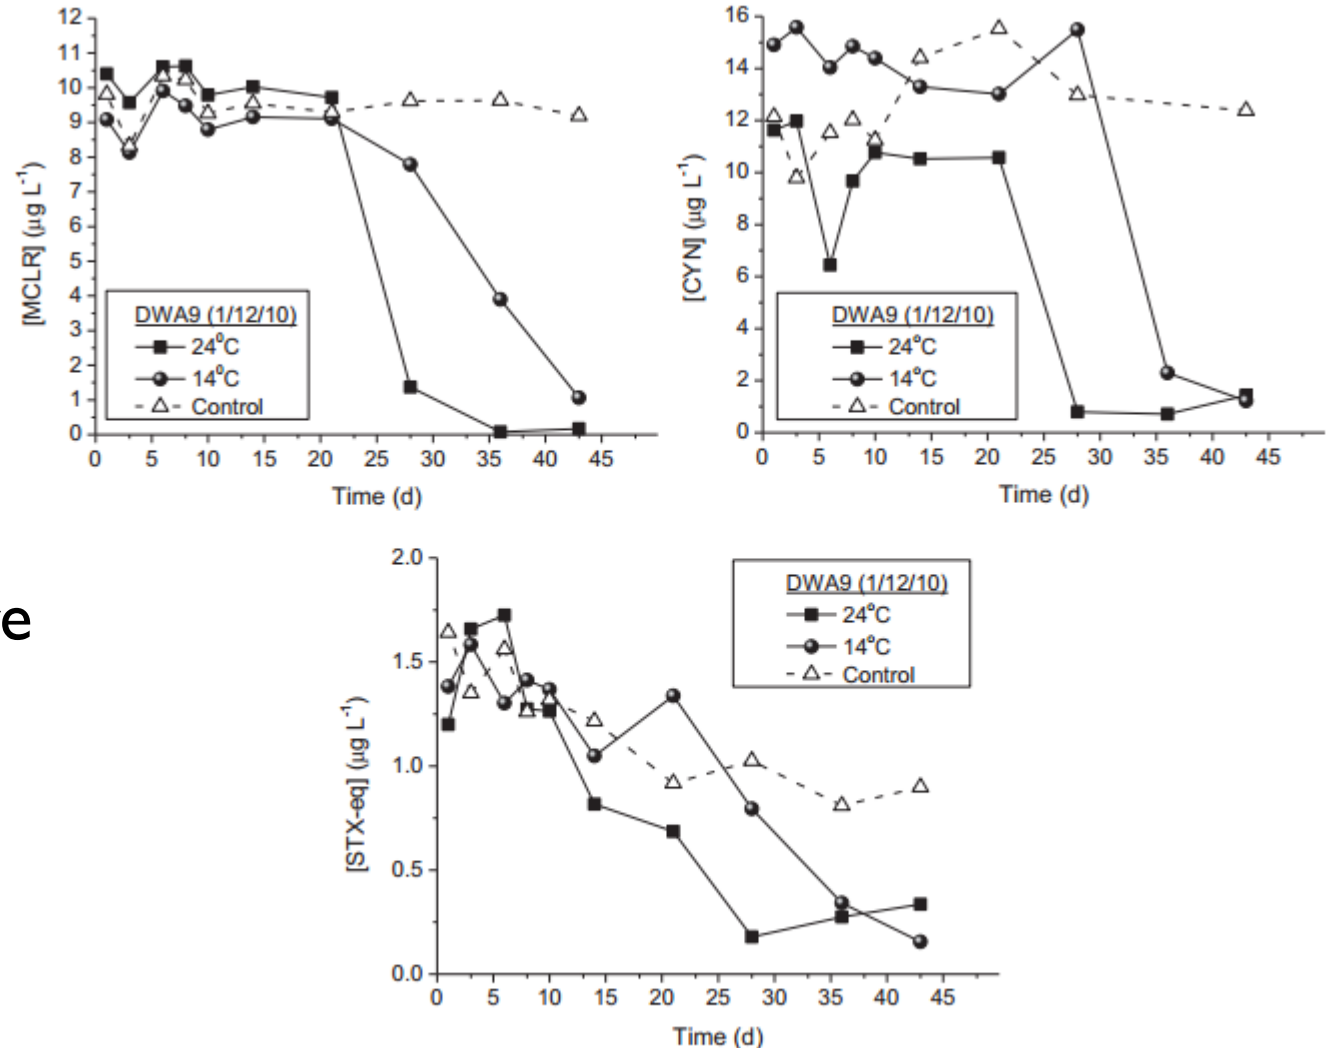 12
11
10
9
8
7
6
5
4
3
2
1
0
[MCLR] (µg L⁻¹)
DWA9 (1/12/10)
24°C
14°C
Control
0 5 10 15 20 25 30 35 40 45
Time (d)
16
14
12
10
8
6
4
2
0
[CYN] (µg L⁻¹)
DWA9 (1/12/10)
24°C
14°C
Control
0 5 10 15 20 25 30 35 40 45
Time (d)
2.0
1.5
1.0
0.5
0.0
[STX-eq] (µg L⁻¹)
DWA9 (1/12/10)
24°C
14°C
Control
0 5 10 15 20 25 30 35 40 45
Time (d)